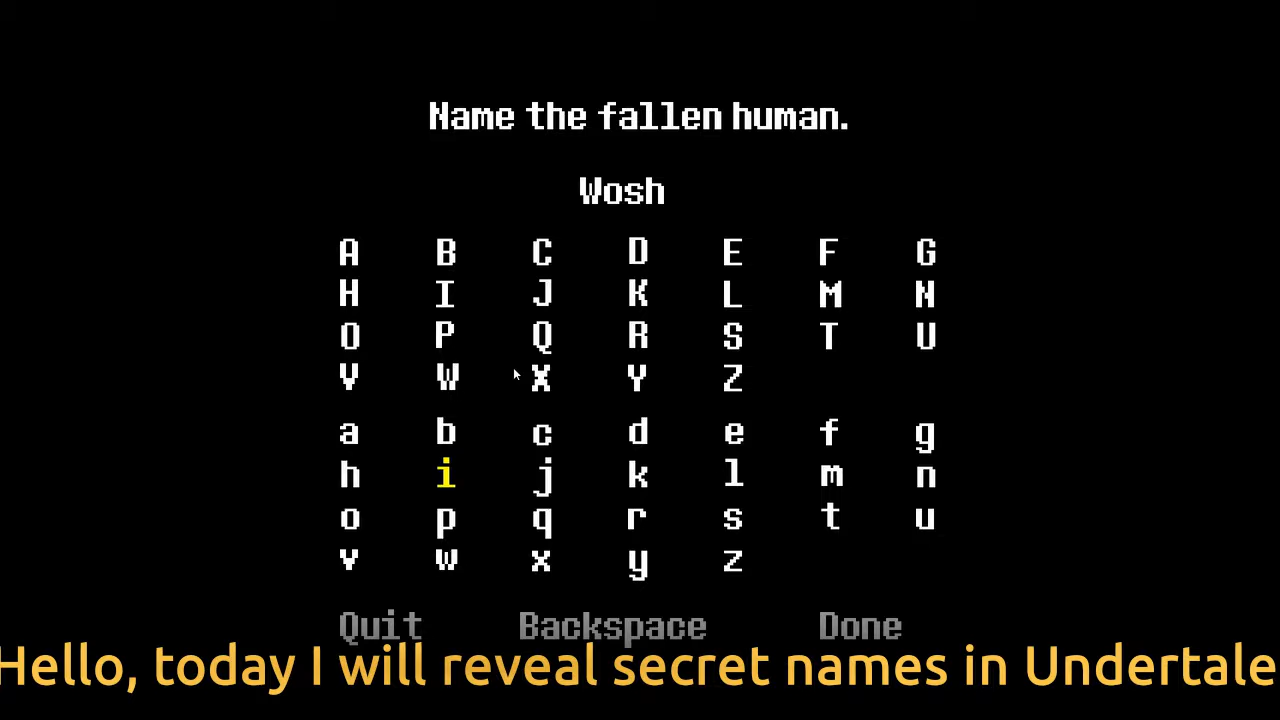 Name the fallen human.
Wosh
A B C D E F G
H I J K L M N
O P Q R S T U
V W X Y Z
a b c d e f g
h i j k l m n
o p q r s t u
v w x y z
Quit Backspace Done
Hello, today I will reveal secret names in Undertale